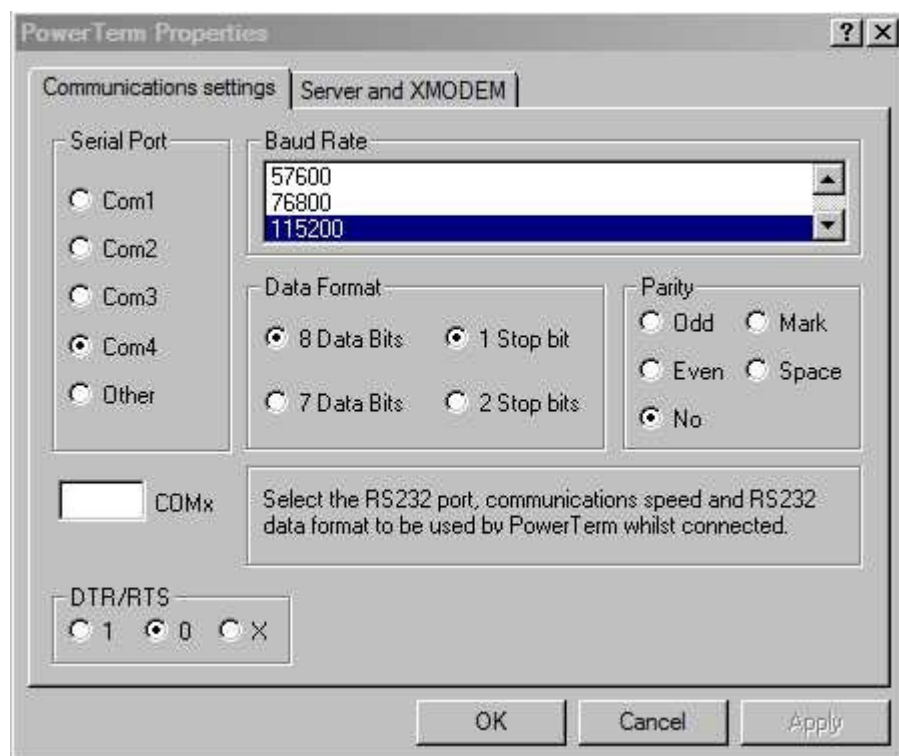 PowerTerm Properties
Communications settings
Server and XMODEM
Serial Port
Com1
Com2
Com3
Com4
Other
COMx
Baud Rate
57600
76800
115200
Data Format
8 Data Bits
1 Stop bit
7 Data Bits
2 Stop bits
Parity
Odd
Mark
Even
Space
No
Select the RS232 port, communications speed and RS232
data format to be used by PowerTerm whilst connected.
DTR/RTS
1
0
X
OK
Cancel
Apply